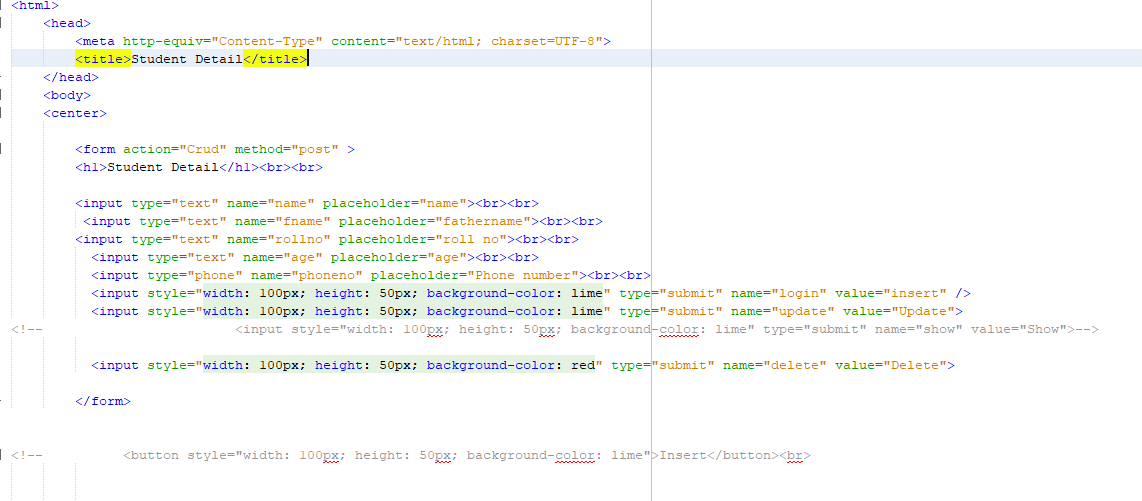 <html>
<head>
<meta http-equiv="Content-Type" content="text/html; charset=UTF-8">
<title>Student Detail</title>
</head>
<body>
<center>
<form action="Crud" method="post" >
<h1>Student Detail</h1><br><br>
<input type="text" name="name" placeholder="name"><br><br>
<input type="text" name="fname" placeholder="fathername"><br><br>
<input type="text" name="rollno" placeholder="roll no"><br><br>
<input type="text" name="age" placeholder="age"><br><br>
<input type="phone" name="phoneno" placeholder="Phone number"><br><br>
<input style="width: 100px; height: 50px; background-color: lime" type="submit" name="login" value="insert" />
<input style="width: 100px; height: 50px; background-color: lime" type="submit" name="update" value="Update">
<!-- <input style="width: 100px; height: 50px; background-color: lime" type="submit" name="show" value="Show">-->
<input style="width: 100px; height: 50px; background-color: red" type="submit" name="delete" value="Delete">
</form>
<!-- <button style="width: 100px; height: 50px; background-color: lime">Insert</button><br>